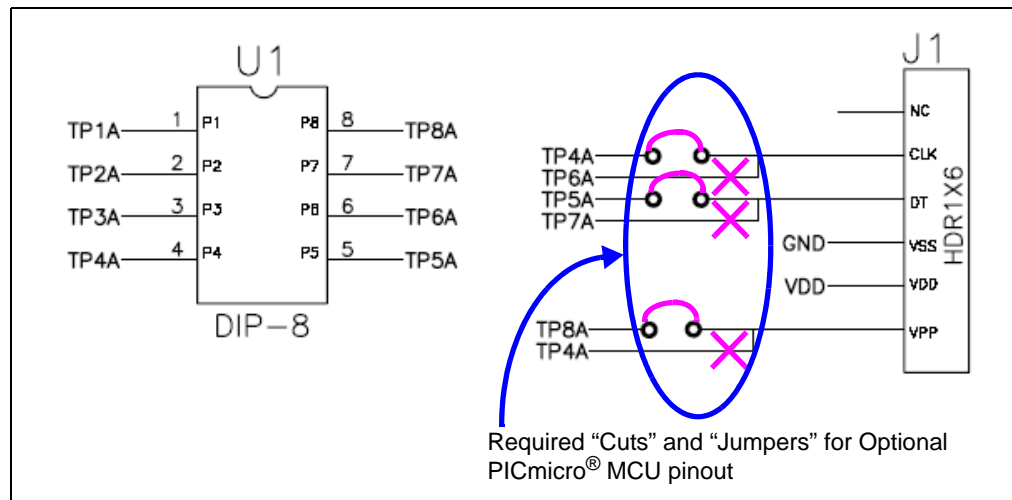 U1
TP1A 1 P1 P8 8 TP8A
TP2A 2 P2 P7 7 TP7A
TP3A 3 P3 P6 6 TP6A
TP4A 4 P4 P5 5 TP5A
DIP-8
J1
NC
TP4A CLK
TP6A
TP5A DT
TP7A
GND VSS
VDD VDD
TP8A VPP
TP4A
HDR1X6
Required “Cuts” and “Jumpers” for Optional
PICmicro® MCU pinout